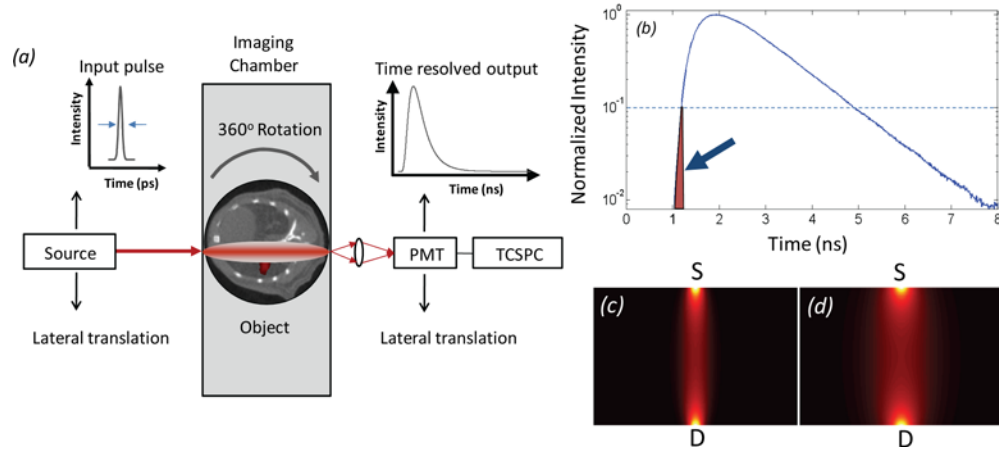 (a)
Input pulse
Intensity
Time (ps)
Imaging
Chamber
360° Rotation
Time resolved output
Intensity
Time (ns)
Source
PMT
TCSPC
Lateral translation
Object
Lateral translation
(b)
Normalized Intensity
10⁰
10⁻¹
10⁻²
0 1 2 3 4 5 6 7 8
Time (ns)
S S
(c) (d)
D D